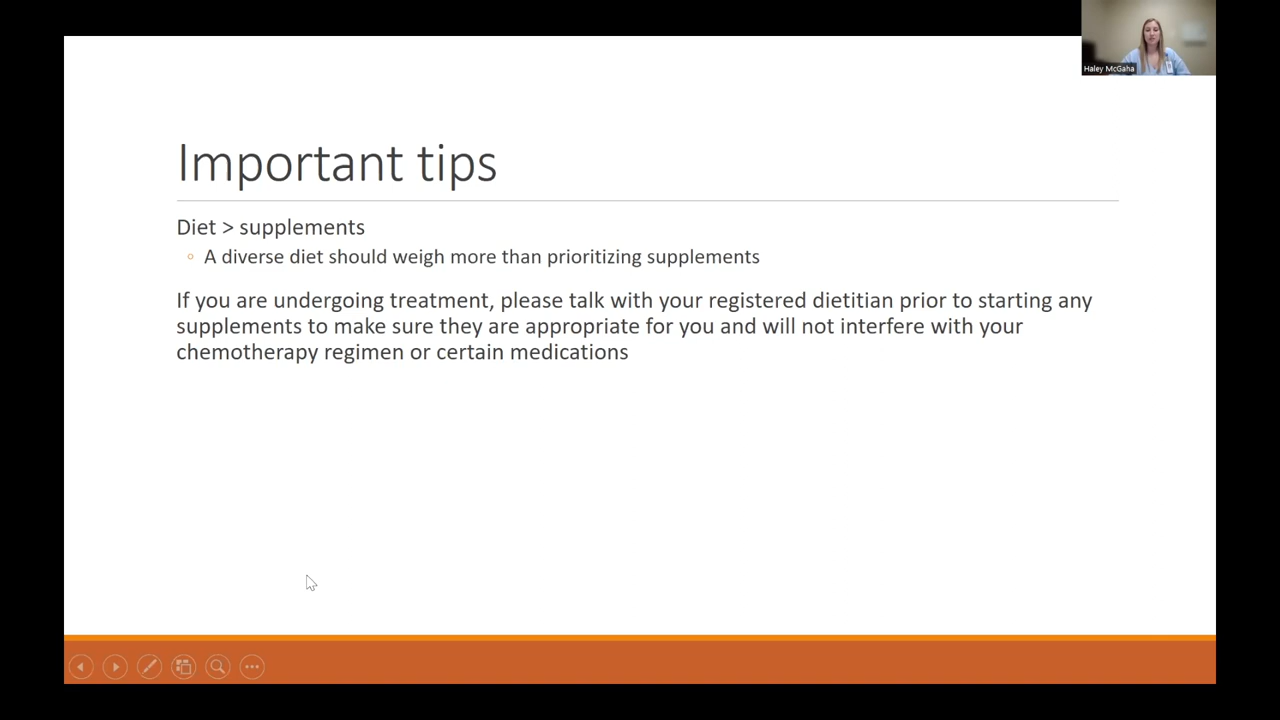 Haley McGaha
Important tips
Diet > supplements
A diverse diet should weigh more than prioritizing supplements
If you are undergoing treatment, please talk with your registered dietitian prior to starting any
supplements to make sure they are appropriate for you and will not interfere with your
chemotherapy regimen or certain medications